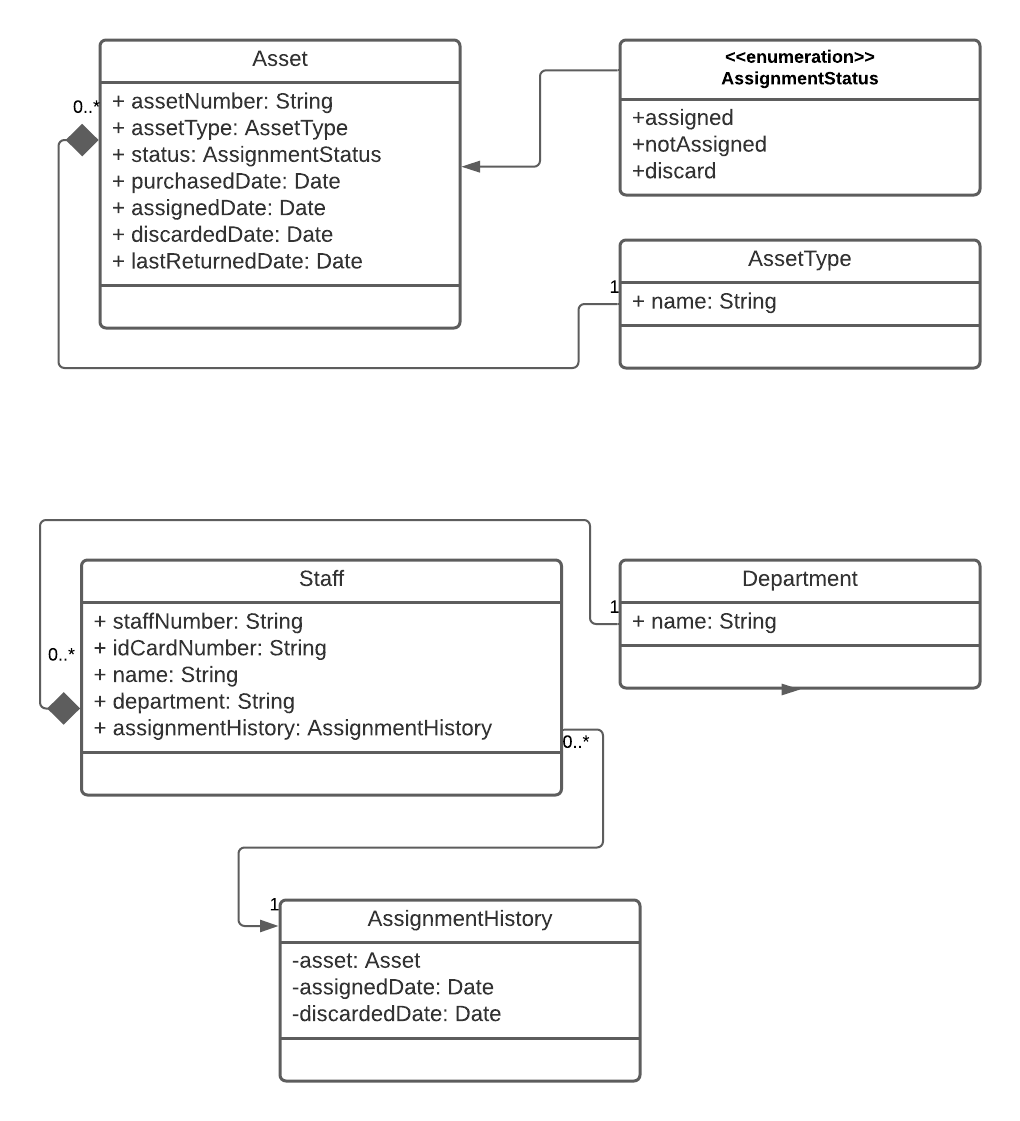 Asset
0..*
+ assetNumber: String
+ assetType: AssetType
+ status: AssignmentStatus
+ purchasedDate: Date
+ assignedDate: Date
+ discardedDate: Date
+ lastReturnedDate: Date
<<enumeration>>
AssignmentStatus
+assigned
+notAssigned
+discard
AssetType
1
+ name: String
Staff
+ staffNumber: String
+ idCardNumber: String
+ name: String
+ department: String
+ assignmentHistory: AssignmentHistory
0..*
0..*
Department
1
+ name: String
1
AssignmentHistory
-asset: Asset
-assignedDate: Date
-discardedDate: Date